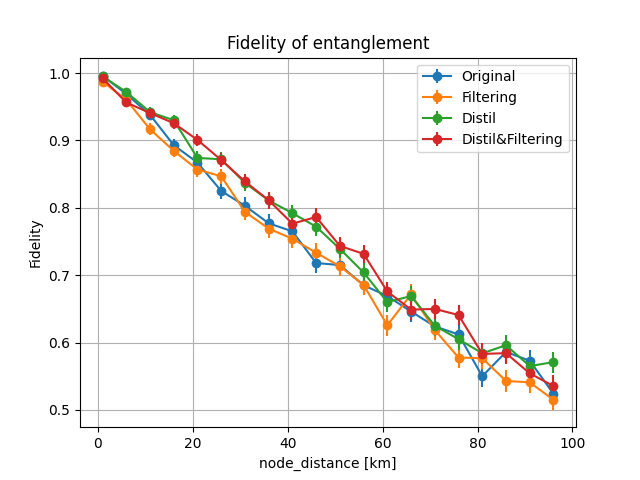 Fidelity of entanglement
Original
Filtering
Distil
Distil&Filtering
Fidelity
1.0
0.9
0.8
0.7
0.6
0.5
0
20
40
60
80
100
node_distance [km]